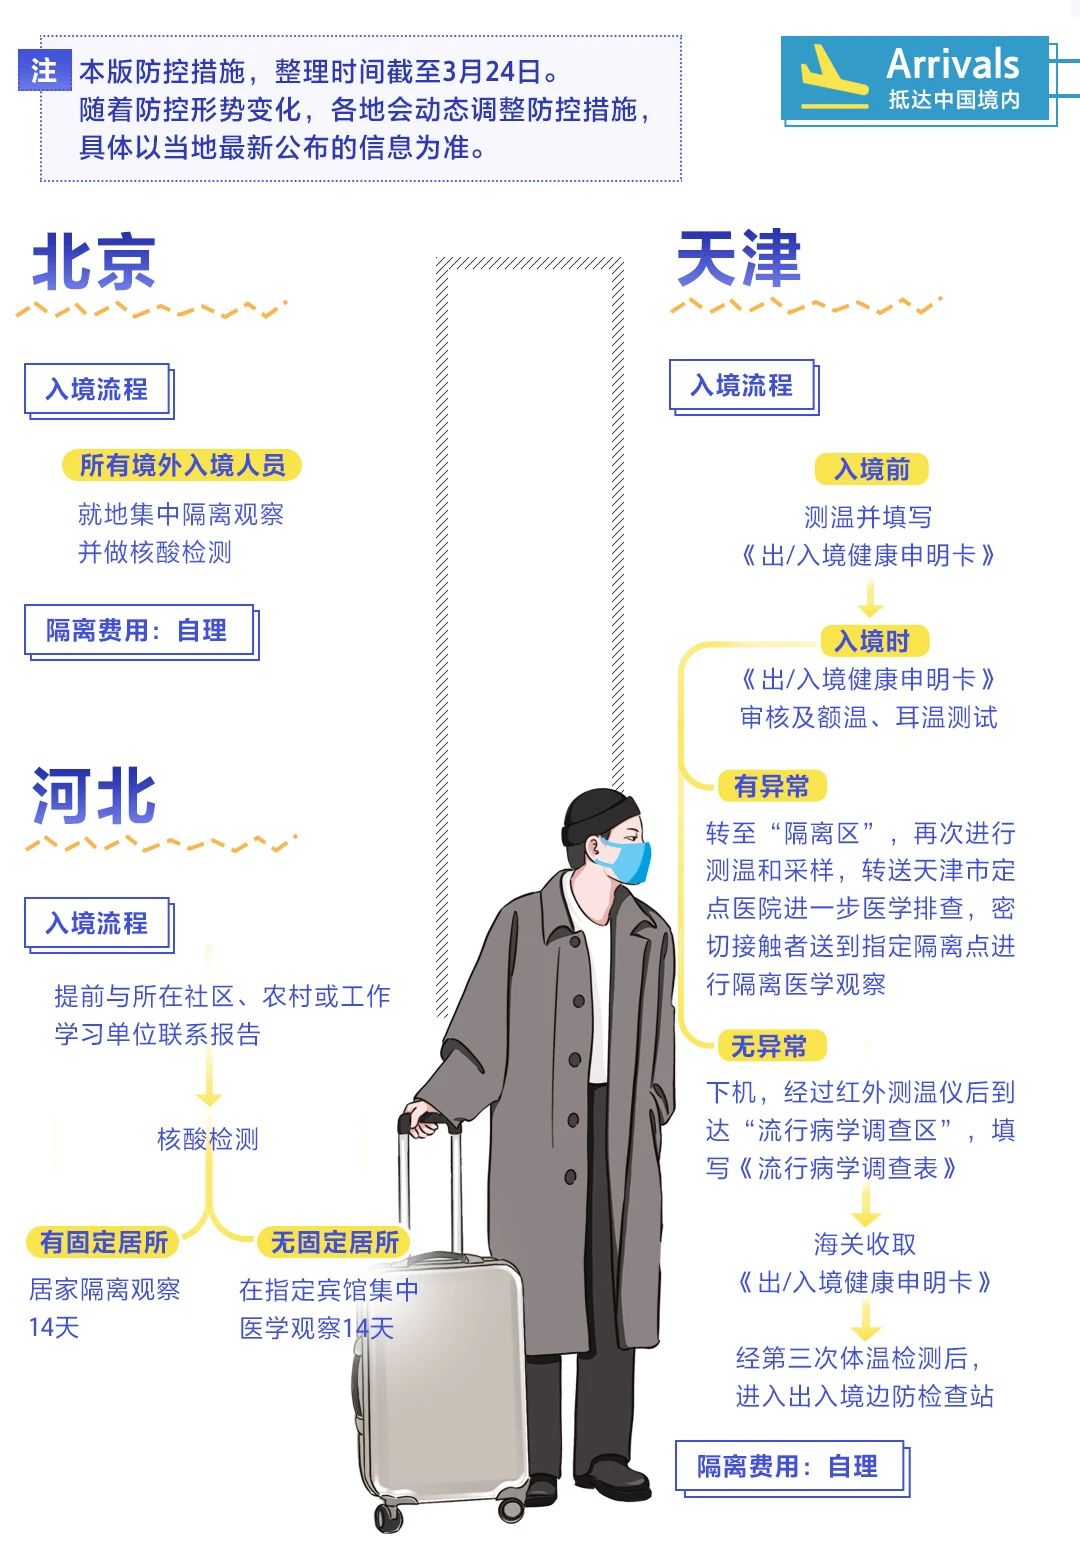 注
本版防控措施，整理时间截至3月24日。
随着防控形势变化，各地会动态调整防控措施，
具体以当地最新公布的信息为准。
Arrivals
抵达中国境内
北京
入境流程
所有境外入境人员
就地集中隔离观察
并做核酸检测
隔离费用：自理
河北
入境流程
提前与所在社区、农村或工作
学习单位联系报告
核酸检测
有固定居所
居家隔离观察
14天
无固定居所
在指定宾馆集中
医学观察14天
天津
入境流程
入境前
测温并填写
《出/入境健康申明卡》
入境时
《出/入境健康申明卡》
审核及额温、耳温测试
有异常
转至“隔离区”，再次进行
测温和采样，转送天津市定
点医院进一步医学排查，密
切接触者送到指定隔离点进
行隔离医学观察
无异常
下机，经过红外测温仪后到
达“流行病学调查区”，填
写《流行病学调查表》
海关收取
《出/入境健康申明卡》
经第三次体温检测后，
进入出入境边防检查站
隔离费用：自理